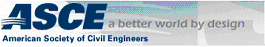 ASCE a better world by design
American Society of Civil Engineers